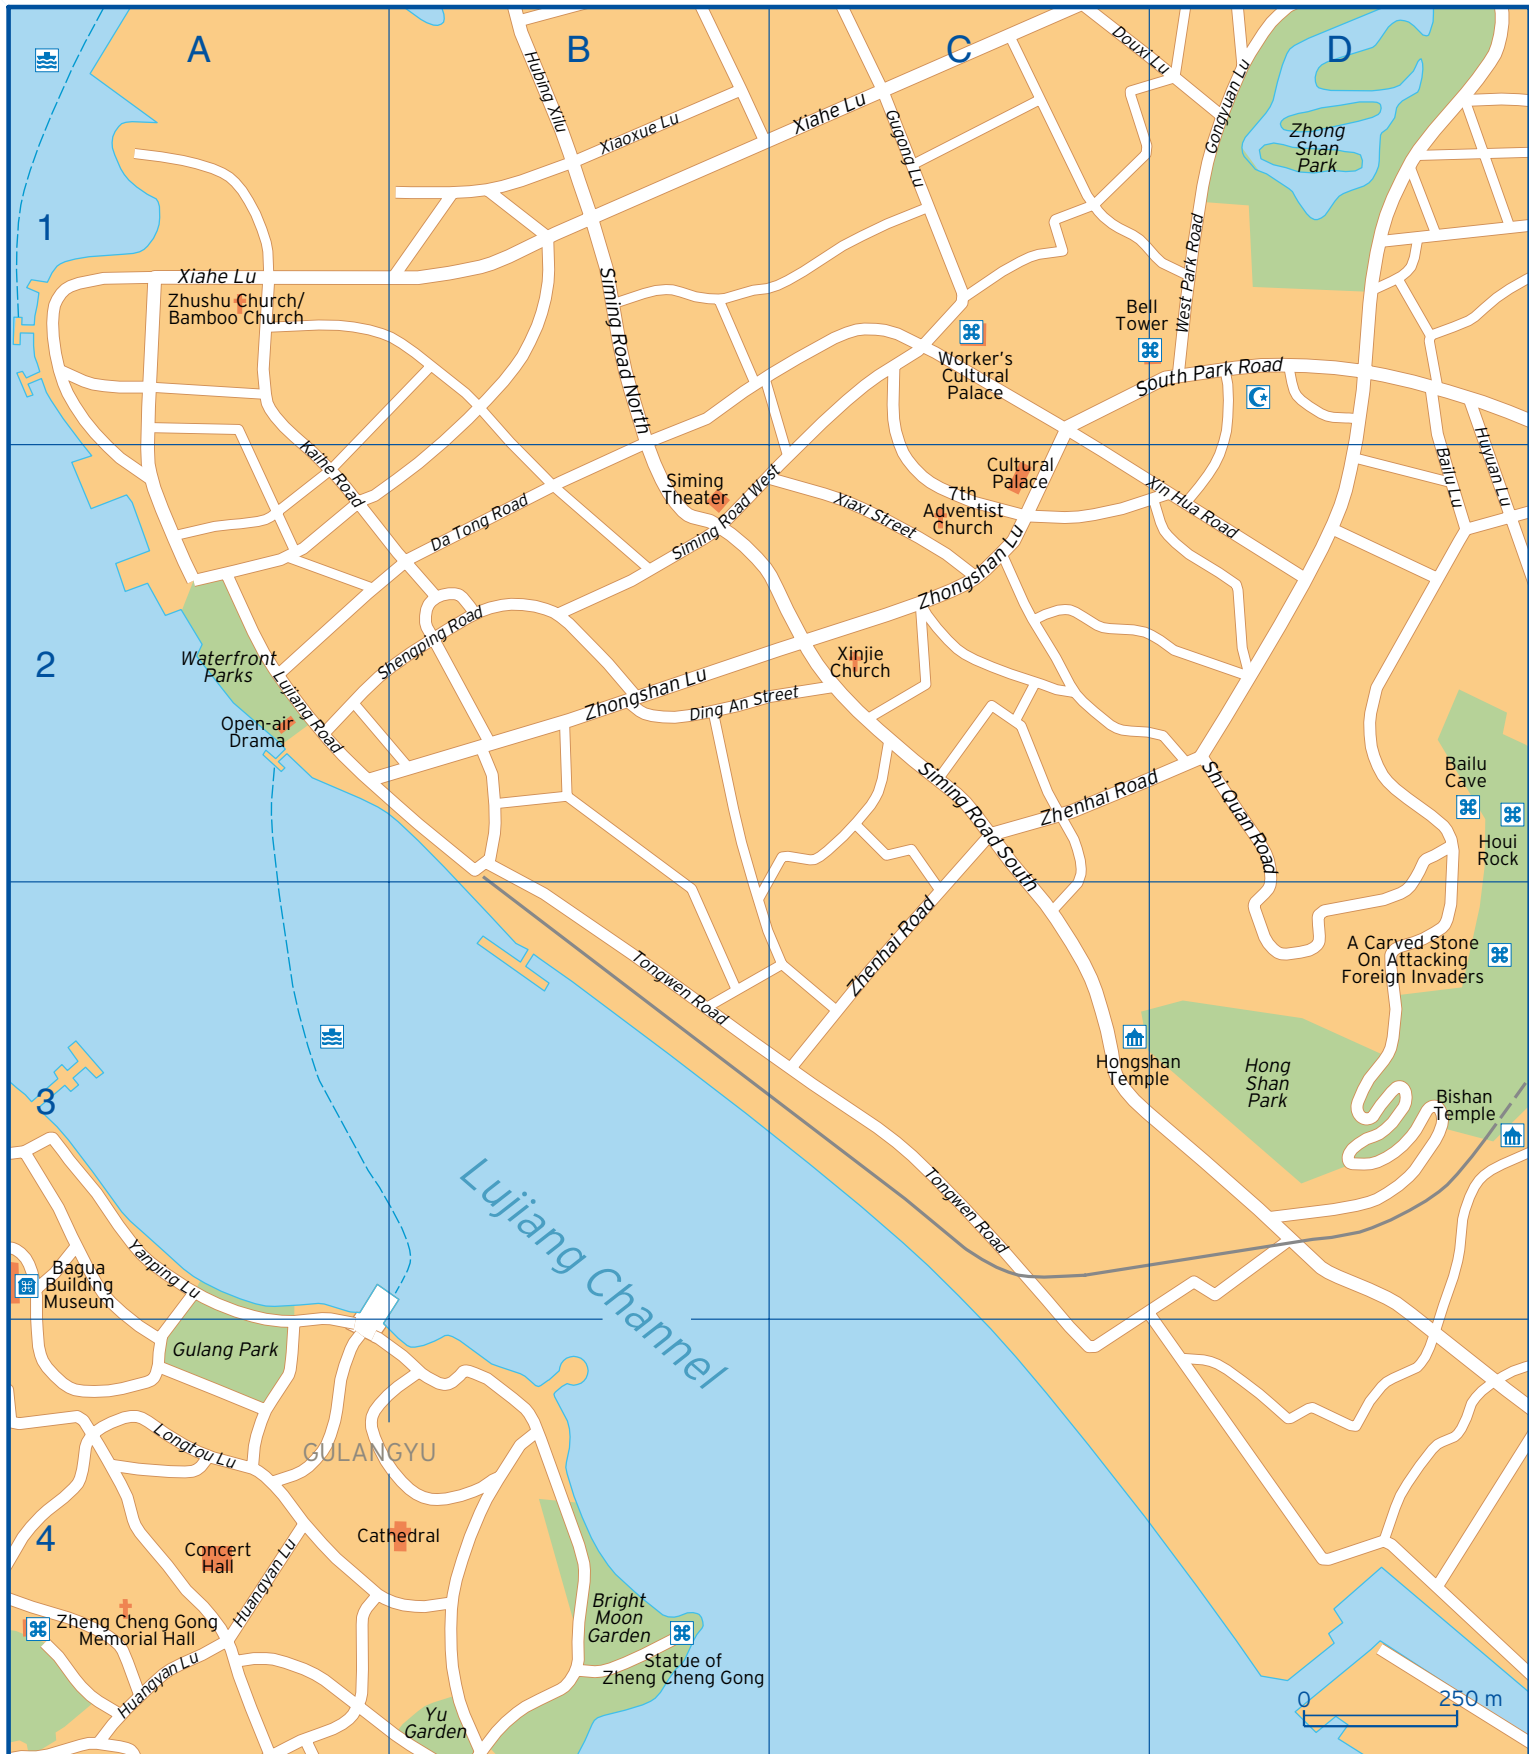 A
B
C
D
1
2
3
4
Hubing Xilu
Xiaoxue Lu
Xiahe Lu
Gugong Lu
Douxi Lu
Gongyuan Lu
Zhong
Shan
Park
Xiahe Lu
Zhushu Church/
Bamboo Church
Siming Road North
West Park Road
Bell
Tower
Worker's
Cultural
Palace
South Park Road
Kaihe Road
Siming
Theater
Siming Road West
Da Tong Road
Xiaxi Street
Cultural
Palace
7th
Adventist
Church
Xin Hua Road
Bailu Lu
Huyuan Lu
Zhongshan Lu
Shengping Road
Waterfront
Parks
Lujiang Road
Open-air
Drama
Zhongshan Lu
Ding An Street
Xinjie
Church
Siming Road South
Zhenhai Road
Shi Quan Road
Bailu
Cave
Houi
Rock
Zhenhai Road
Tongwen Road
A Carved Stone
On Attacking
Foreign Invaders
Hongshan
Temple
Hong
Shan
Park
Bishan
Temple
Tongwen Road
Lujiang Channel
Yanping Lu
Bagua
Building
Museum
Gulang Park
Longtou Lu
GULANGYU
Concert
Hall
Cathedral
Huangyan Lu
Zheng Cheng Gong
Memorial Hall
Huangyan Lu
Bright
Moon
Garden
Statue of
Zheng Cheng Gong
Yu
Garden
0
250 m